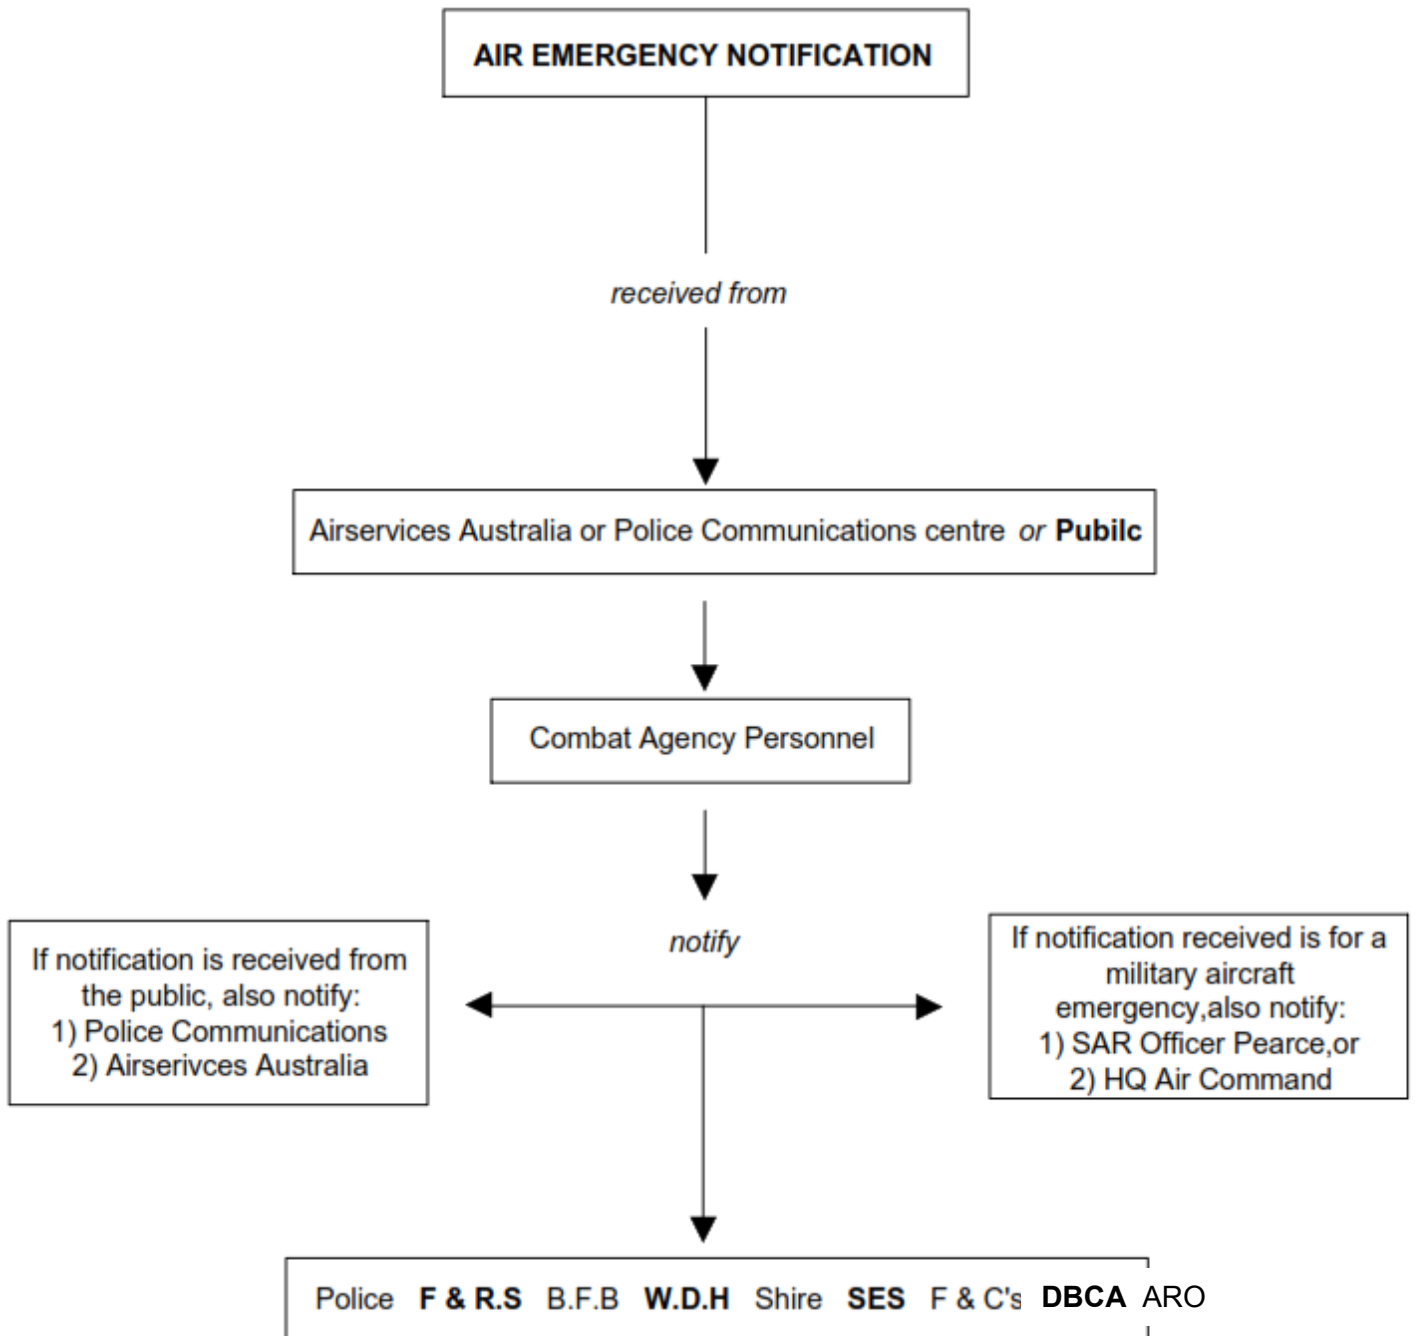 AIR EMERGENCY NOTIFICATION
received from
Airservices Australia or Police Communications centre or Pubilc
Combat Agency Personnel
notify
If notification is received from
the public, also notify:
1) Police Communications
2) Airserivces Australia
If notification received is for a
military aircraft
emergency,also notify:
1) SAR Officer Pearce,or
2) HQ Air Command
Police F & R.S B.F.B W.D.H Shire SES F & C's DBCA ARO